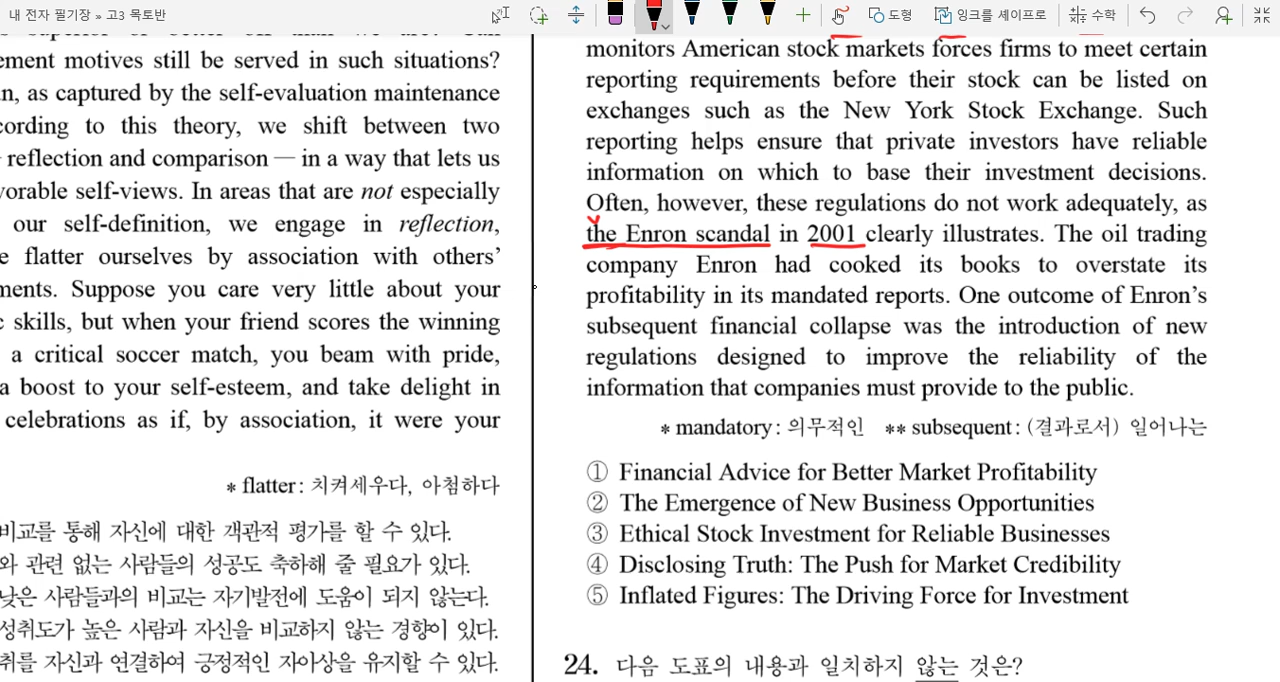 내 전자 필기장 » 고3 목토반
도형
잉크를 셰이프로
수학
ement motives still be served in such situations?
n, as captured by the self-evaluation maintenance
cording to this theory, we shift between two
reflection and comparison — in a way that lets us
vorable self-views. In areas that are not especially
our self-definition, we engage in reflection,
e flatter ourselves by association with others’
ments. Suppose you care very little about your
c skills, but when your friend scores the winning
a critical soccer match, you beam with pride,
a boost to your self-esteem, and take delight in
celebrations as if, by association, it were your
* flatter: 치켜세우다, 아첨하다
비교를 통해 자신에 대한 객관적 평가를 할 수 있다.
와 관련 없는 사람들의 성공도 축하해 줄 필요가 있다.
낮은 사람들과의 비교는 자기발전에 도움이 되지 않는다.
성취도가 높은 사람과 자신을 비교하지 않는 경향이 있다.
취를 자신과 연결하여 긍정적인 자아상을 유지할 수 있다.
monitors American stock markets forces firms to meet certain
reporting requirements before their stock can be listed on
exchanges such as the New York Stock Exchange. Such
reporting helps ensure that private investors have reliable
information on which to base their investment decisions.
Often, however, these regulations do not work adequately, as
the Enron scandal in 2001 clearly illustrates. The oil trading
company Enron had cooked its books to overstate its
profitability in its mandated reports. One outcome of Enron’s
subsequent financial collapse was the introduction of new
regulations designed to improve the reliability of the
information that companies must provide to the public.
* mandatory: 의무적인 ** subsequent: (결과로서) 일어나는
① Financial Advice for Better Market Profitability
② The Emergence of New Business Opportunities
③ Ethical Stock Investment for Reliable Businesses
④ Disclosing Truth: The Push for Market Credibility
⑤ Inflated Figures: The Driving Force for Investment
24. 다음 도표의 내용과 일치하지 않는 것은?